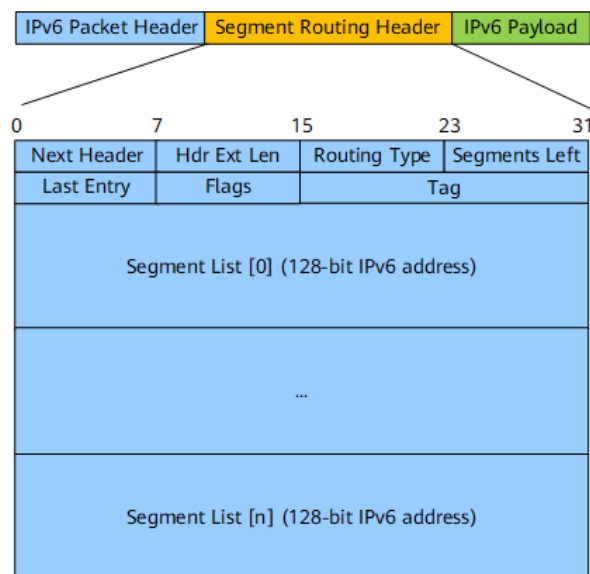 IPv6 Packet Header Segment Routing Header IPv6 Payload
0 7 15 23 31
Next Header Hdr Ext Len Routing Type Segments Left
Last Entry Flags Tag
Segment List [0] (128-bit IPv6 address)
...
Segment List [n] (128-bit IPv6 address)